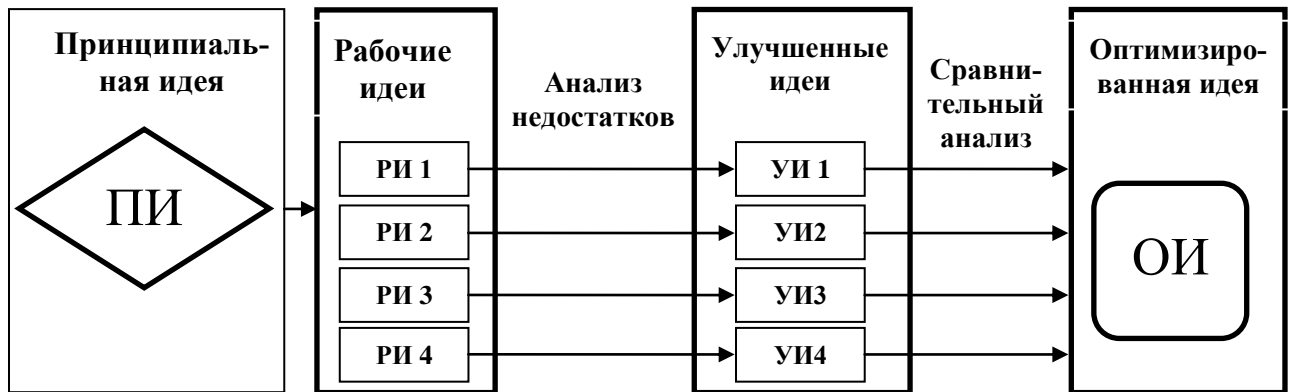 Принципиаль-
ная идея
ПИ
Рабочие
идеи
РИ 1
РИ 2
РИ 3
РИ 4
Анализ
недостатков
Улучшенные
идеи
УИ 1
УИ2
УИ3
УИ4
Сравни-
тельный
анализ
Оптимизиро-
ванная идея
ОИ